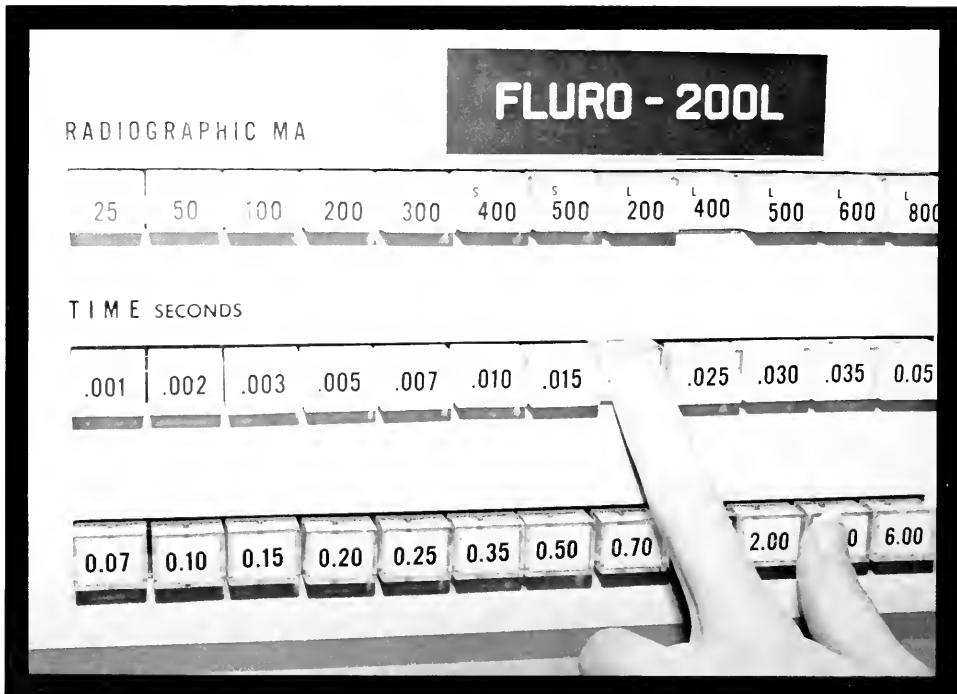 FLURO - 200L
RADIOGRAPHIC MA
25 50 100 200 300 S 400 S 500 L 200 L 400 L 500 L 600 L 800
TIME SECONDS
.001 .002 .003 .005 .007 .010 .015 .025 .030 .035 0.05
0.07 0.10 0.15 0.20 0.25 0.35 0.50 0.70 2.00 0 6.00